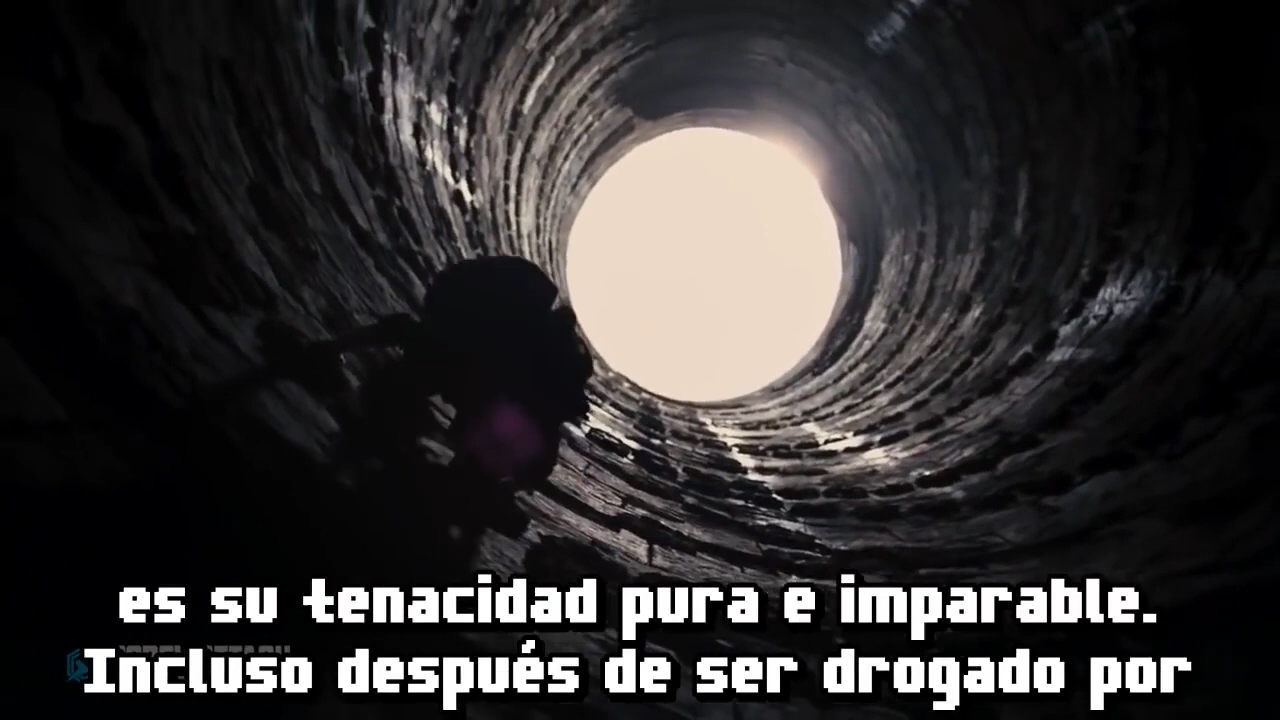 es su tenacidad pura e imparable.
Incluso después de ser drogado por